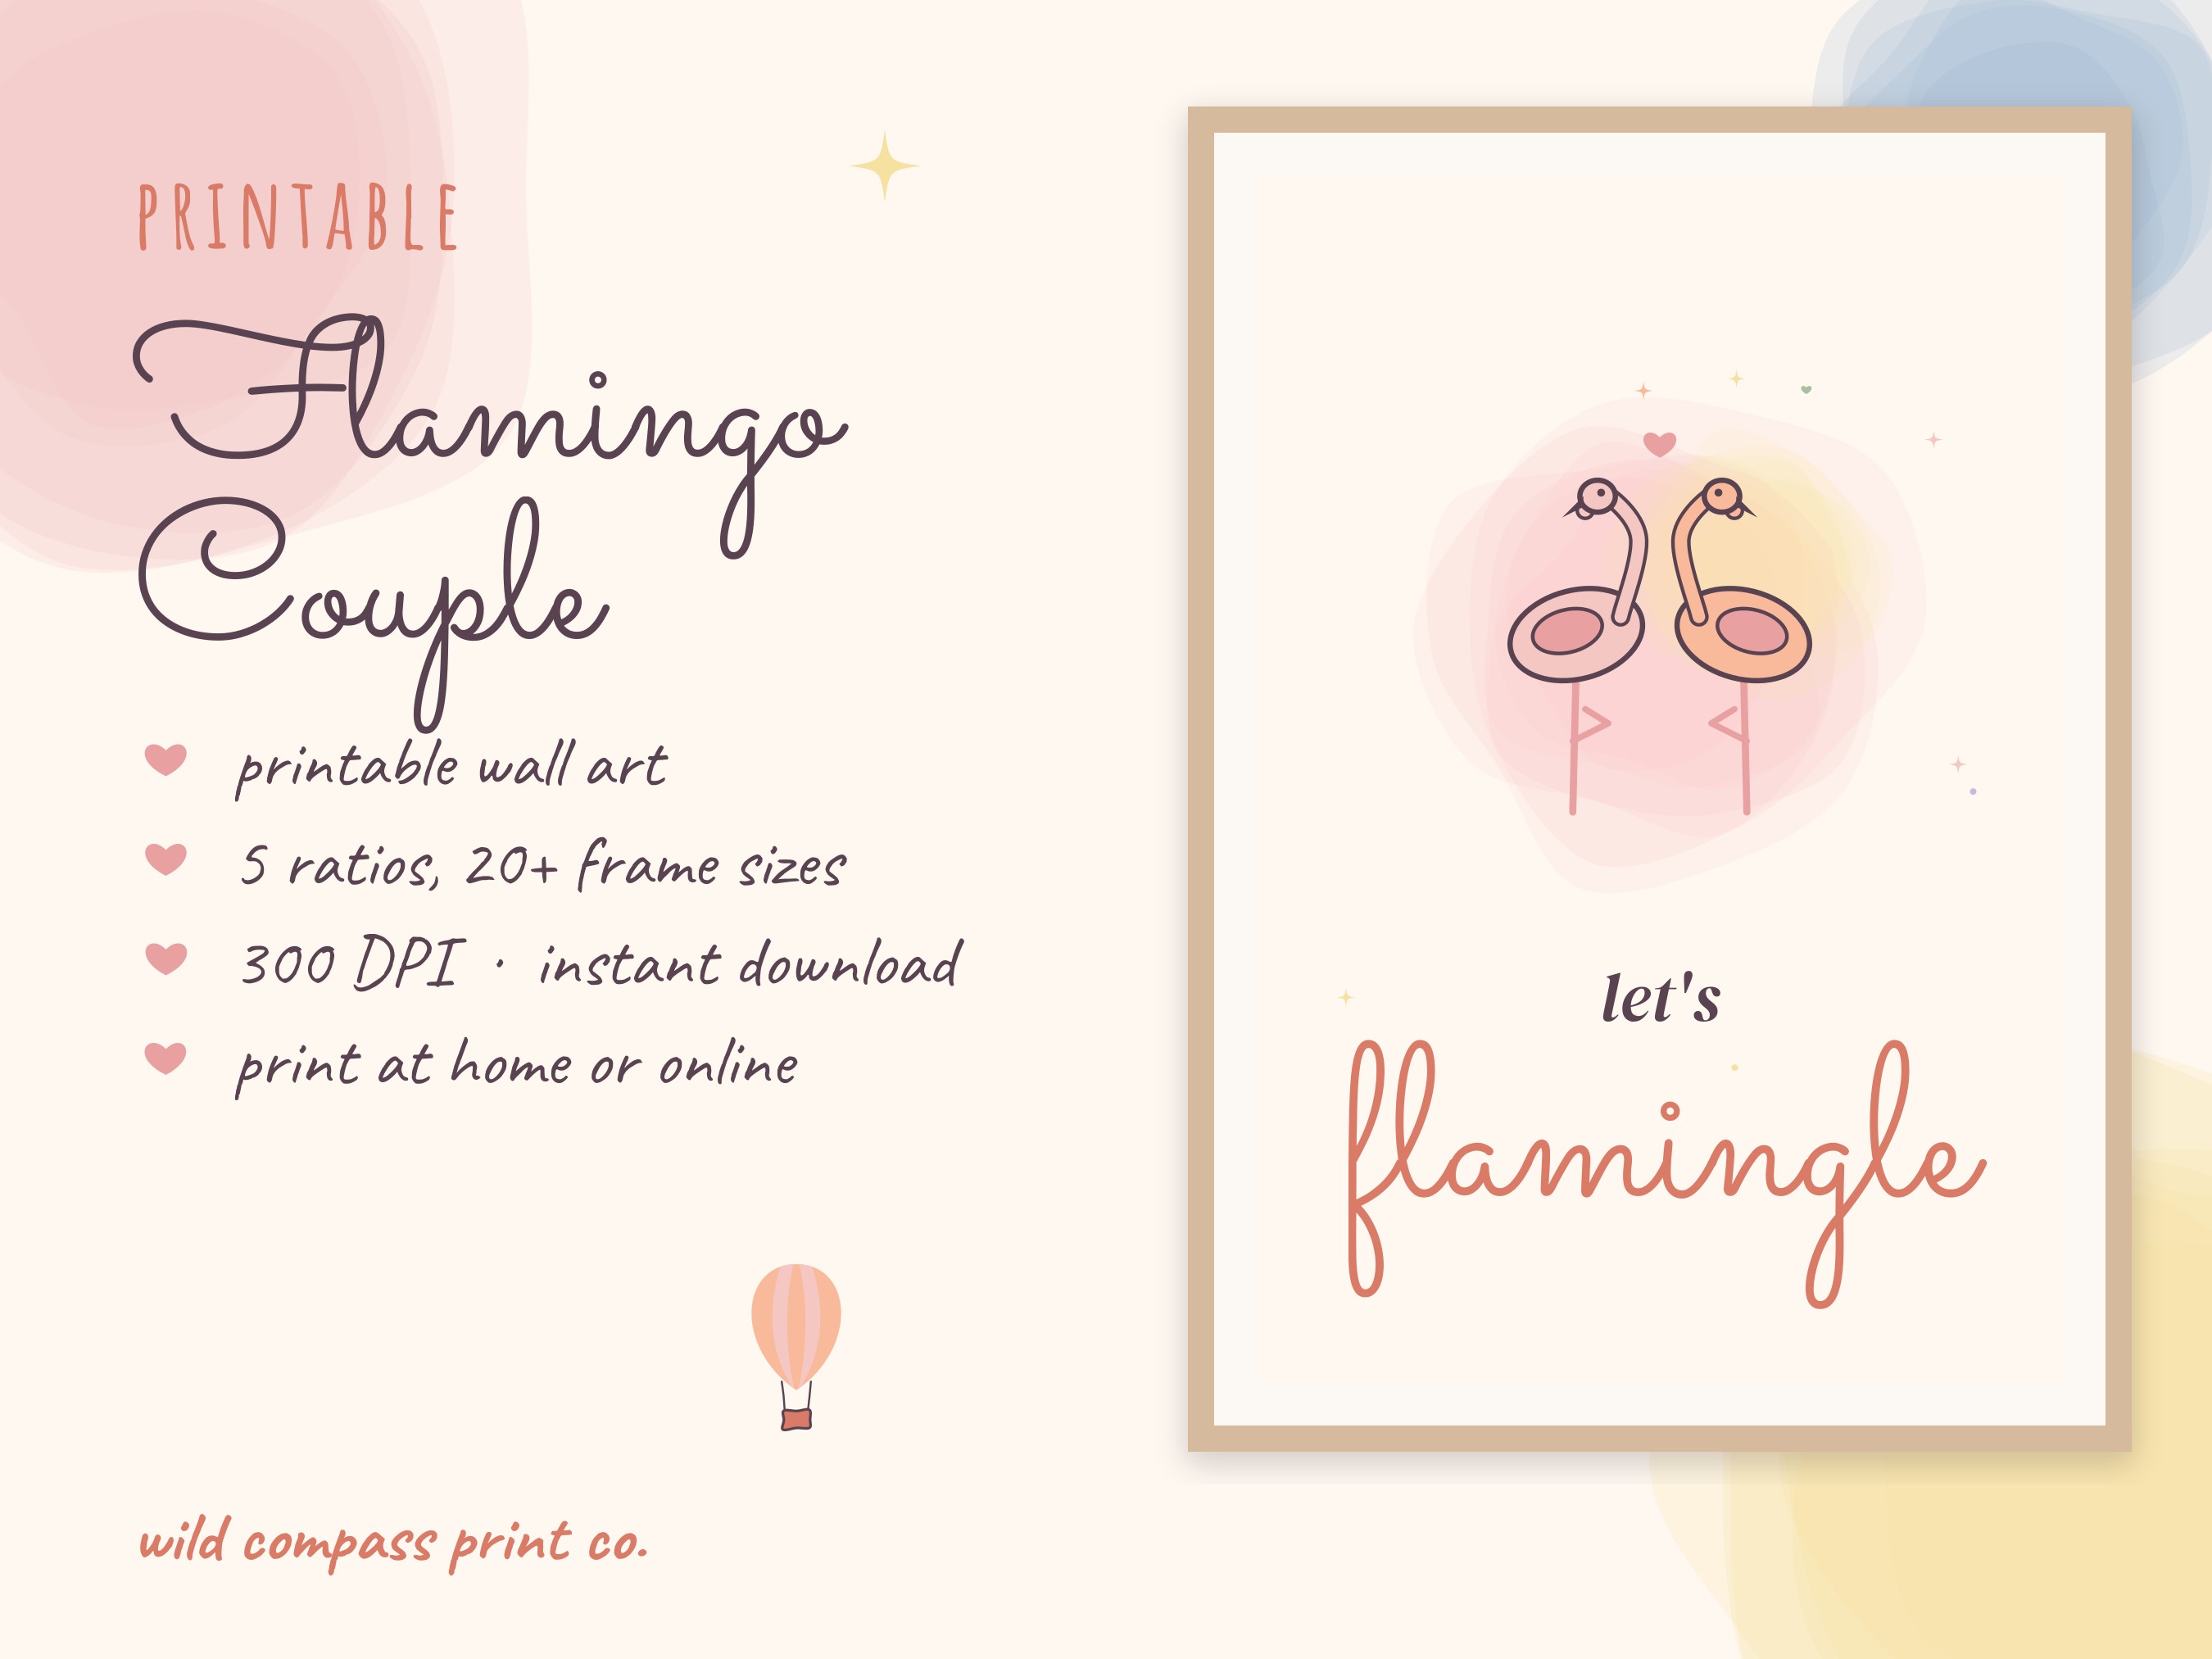 PRINTABLE
Flamingo
Couple
printable wall art
5 ratios, 20+ frame sizes
300 DPI · instant download
print at home or online
wild compass print co.
let's
flamingle